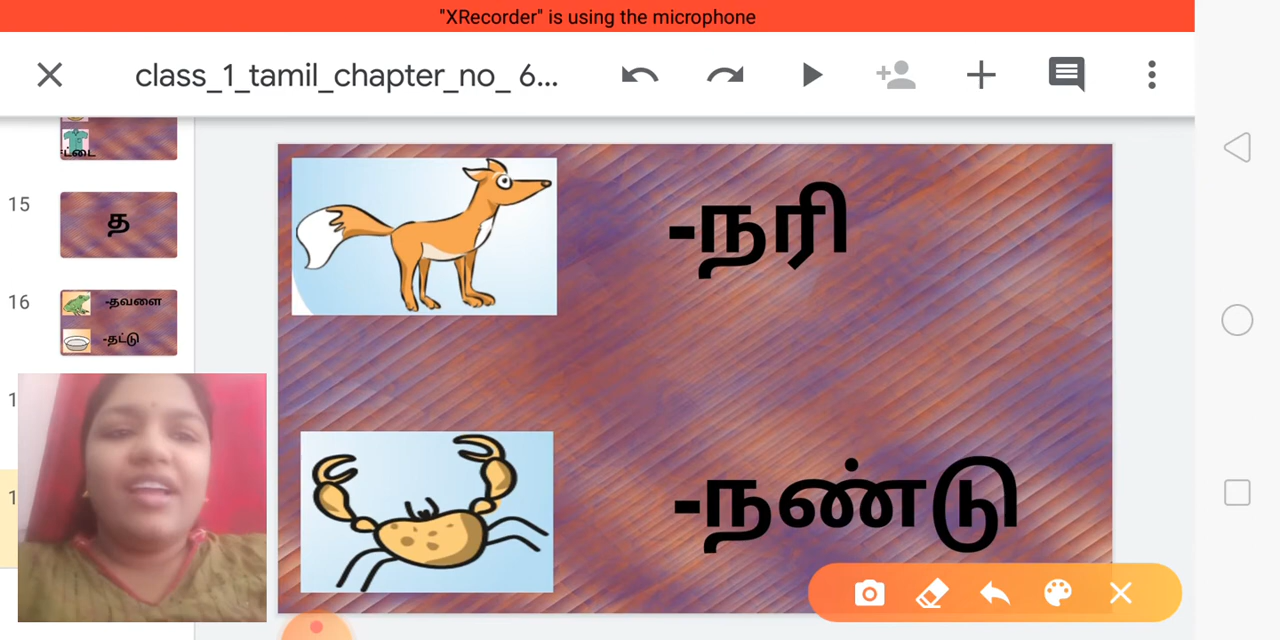 "XRecorder" is using the microphone
class_1_tamil_chapter_no_ 6...
15
த
16
-தவளை
-தட்டு
-நரி
-நண்டு